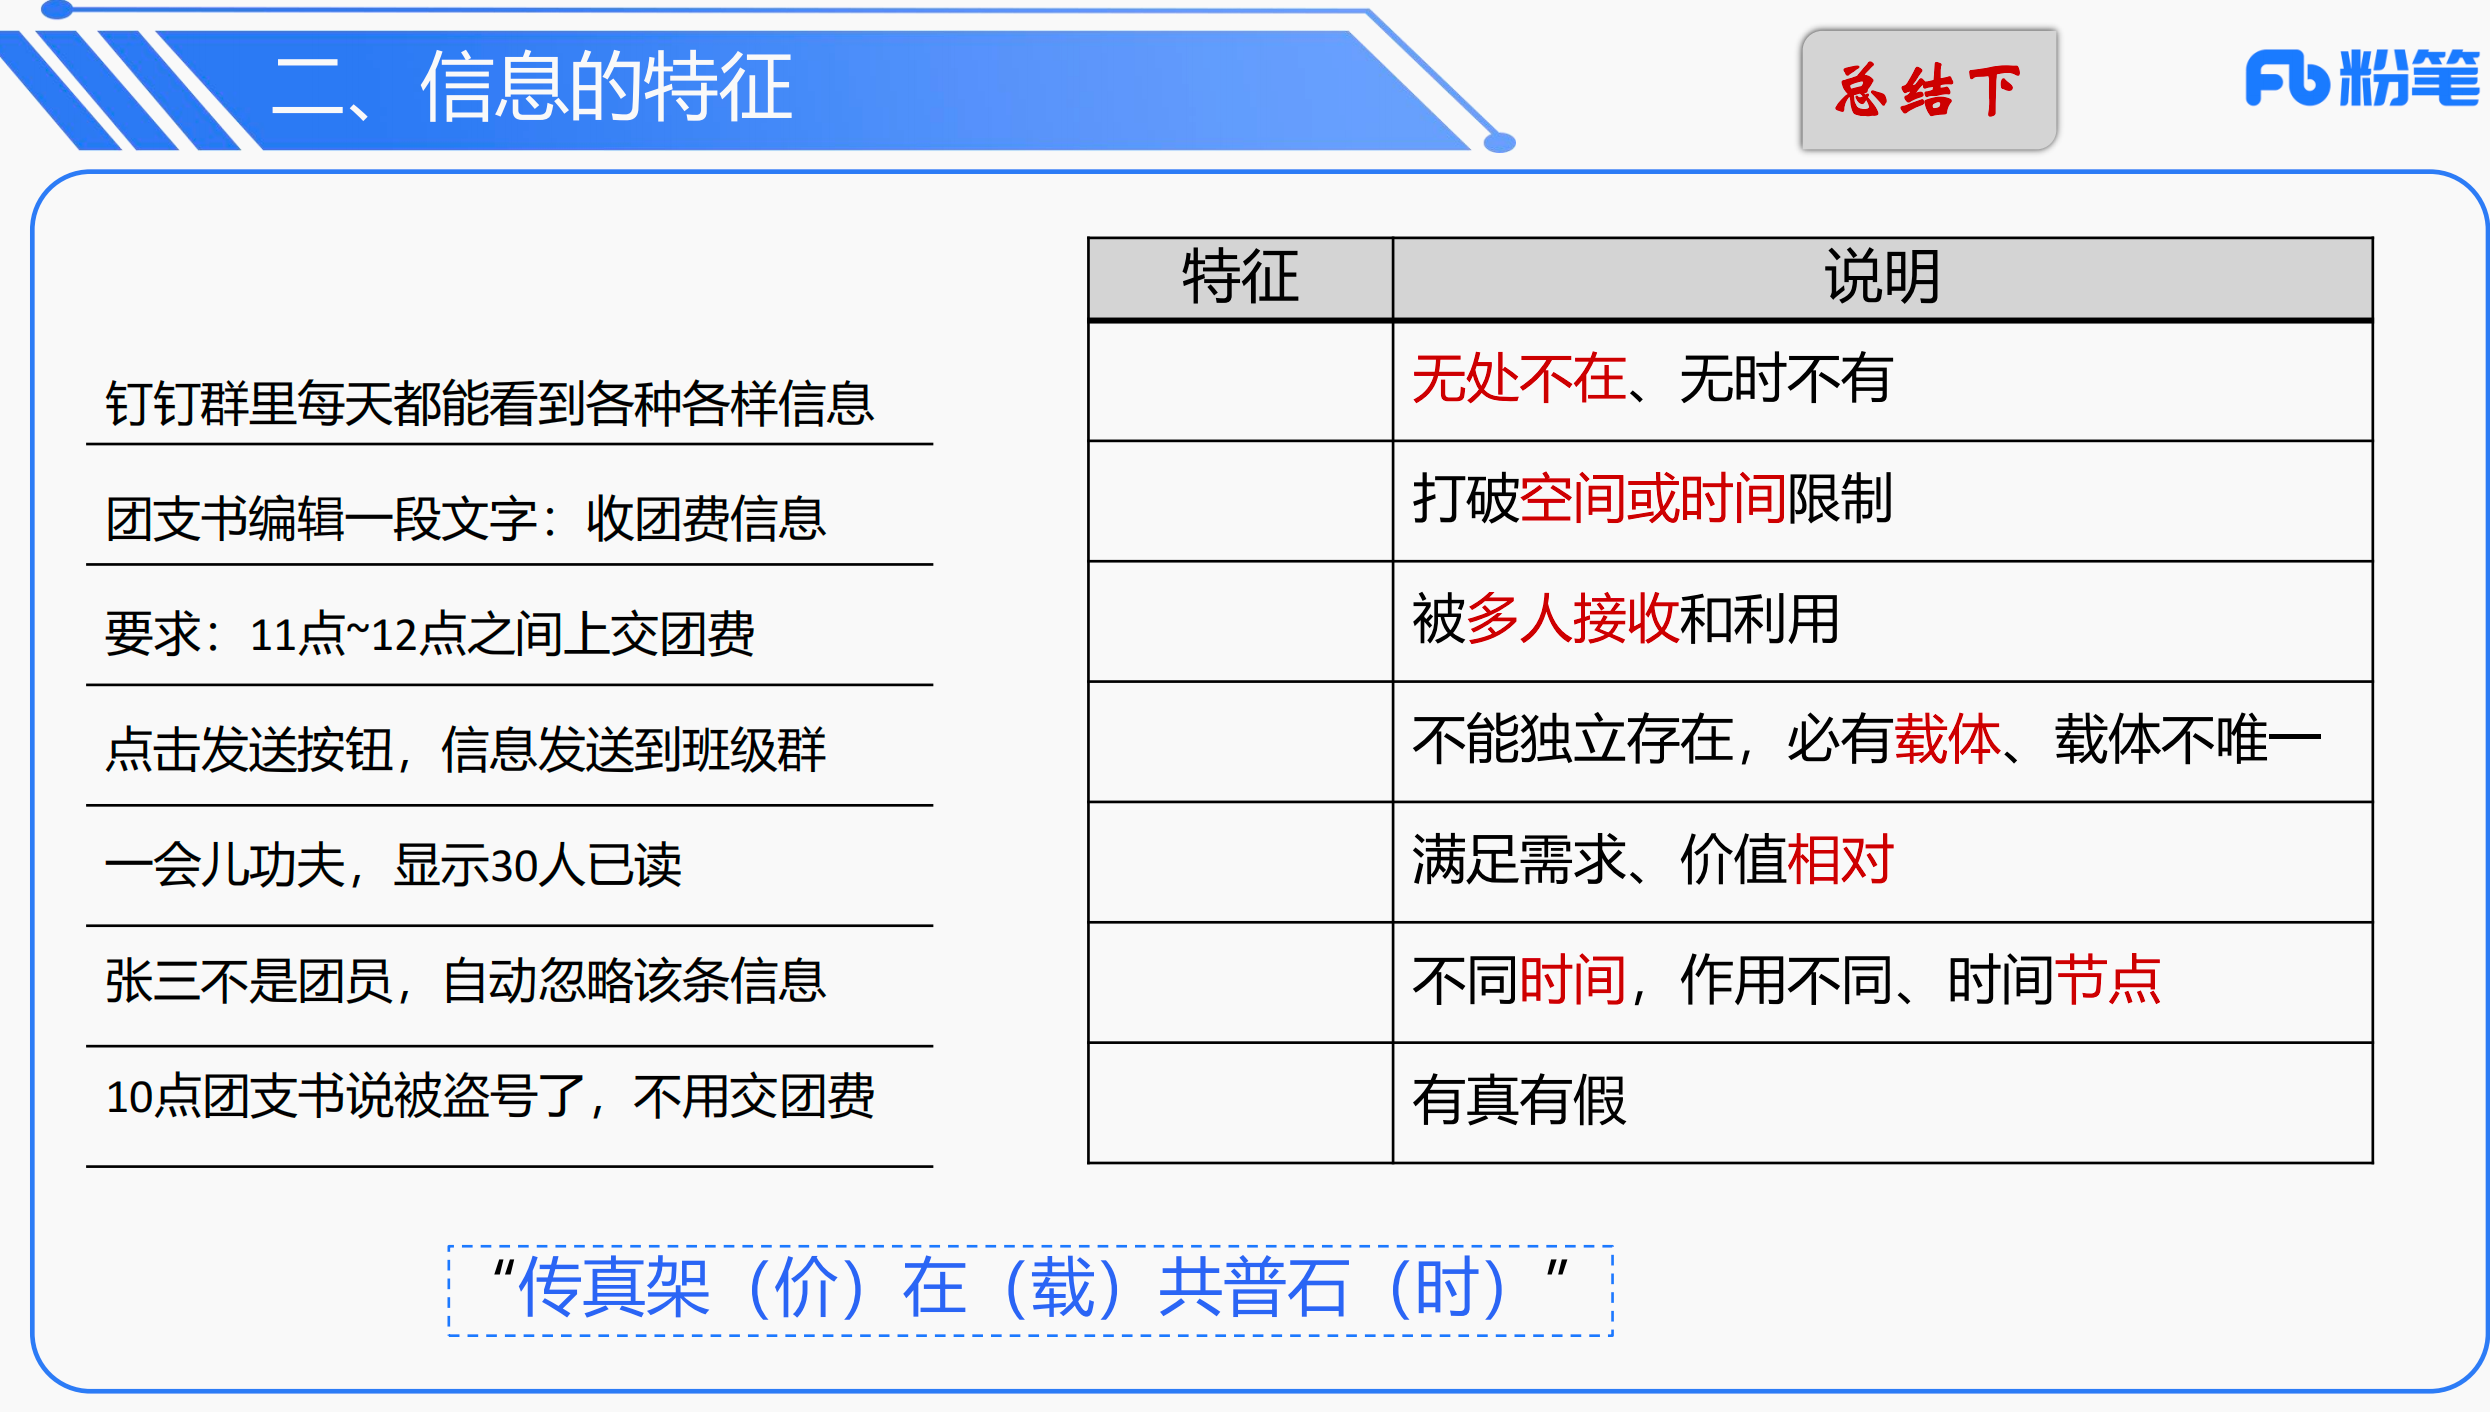 二、信息的特征
总结下
粉笔
钉钉群里每天都能看到各种各样信息
团支书编辑一段文字：收团费信息
要求：11点~12点之间上交团费
点击发送按钮，信息发送到班级群
一会儿功夫，显示30人已读
张三不是团员，自动忽略该条信息
10点团支书说被盗号了，不用交团费
特征 说明
无处不在、无时不有
打破空间或时间限制
被多人接收和利用
不能独立存在，必有载体、载体不唯一
满足需求、价值相对
不同时间，作用不同、时间节点
有真有假
“传真架（价）在（载）共普石（时）”